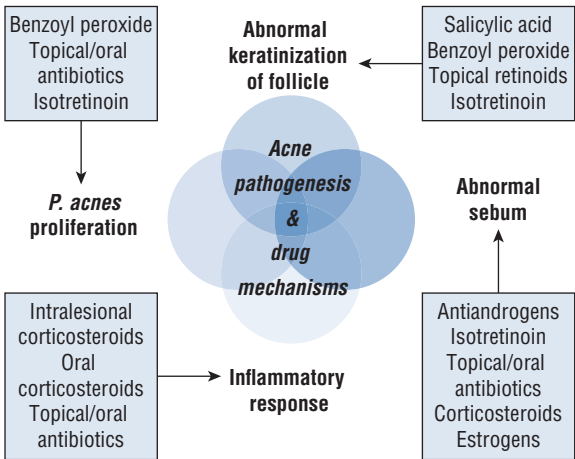 Benzoyl peroxide
Topical/oral
antibiotics
Isotretinoin
Abnormal
keratinization
of follicle
Salicylic acid
Benzoyl peroxide
Topical retinoids
Isotretinoin
P. acnes
proliferation
Acne
pathogenesis
&
drug
mechanisms
Abnormal
sebum
Intralesional
corticosteroids
Oral
corticosteroids
Topical/oral
antibiotics
Inflammatory
response
Antiandrogens
Isotretinoin
Topical/oral
antibiotics
Corticosteroids
Estrogens